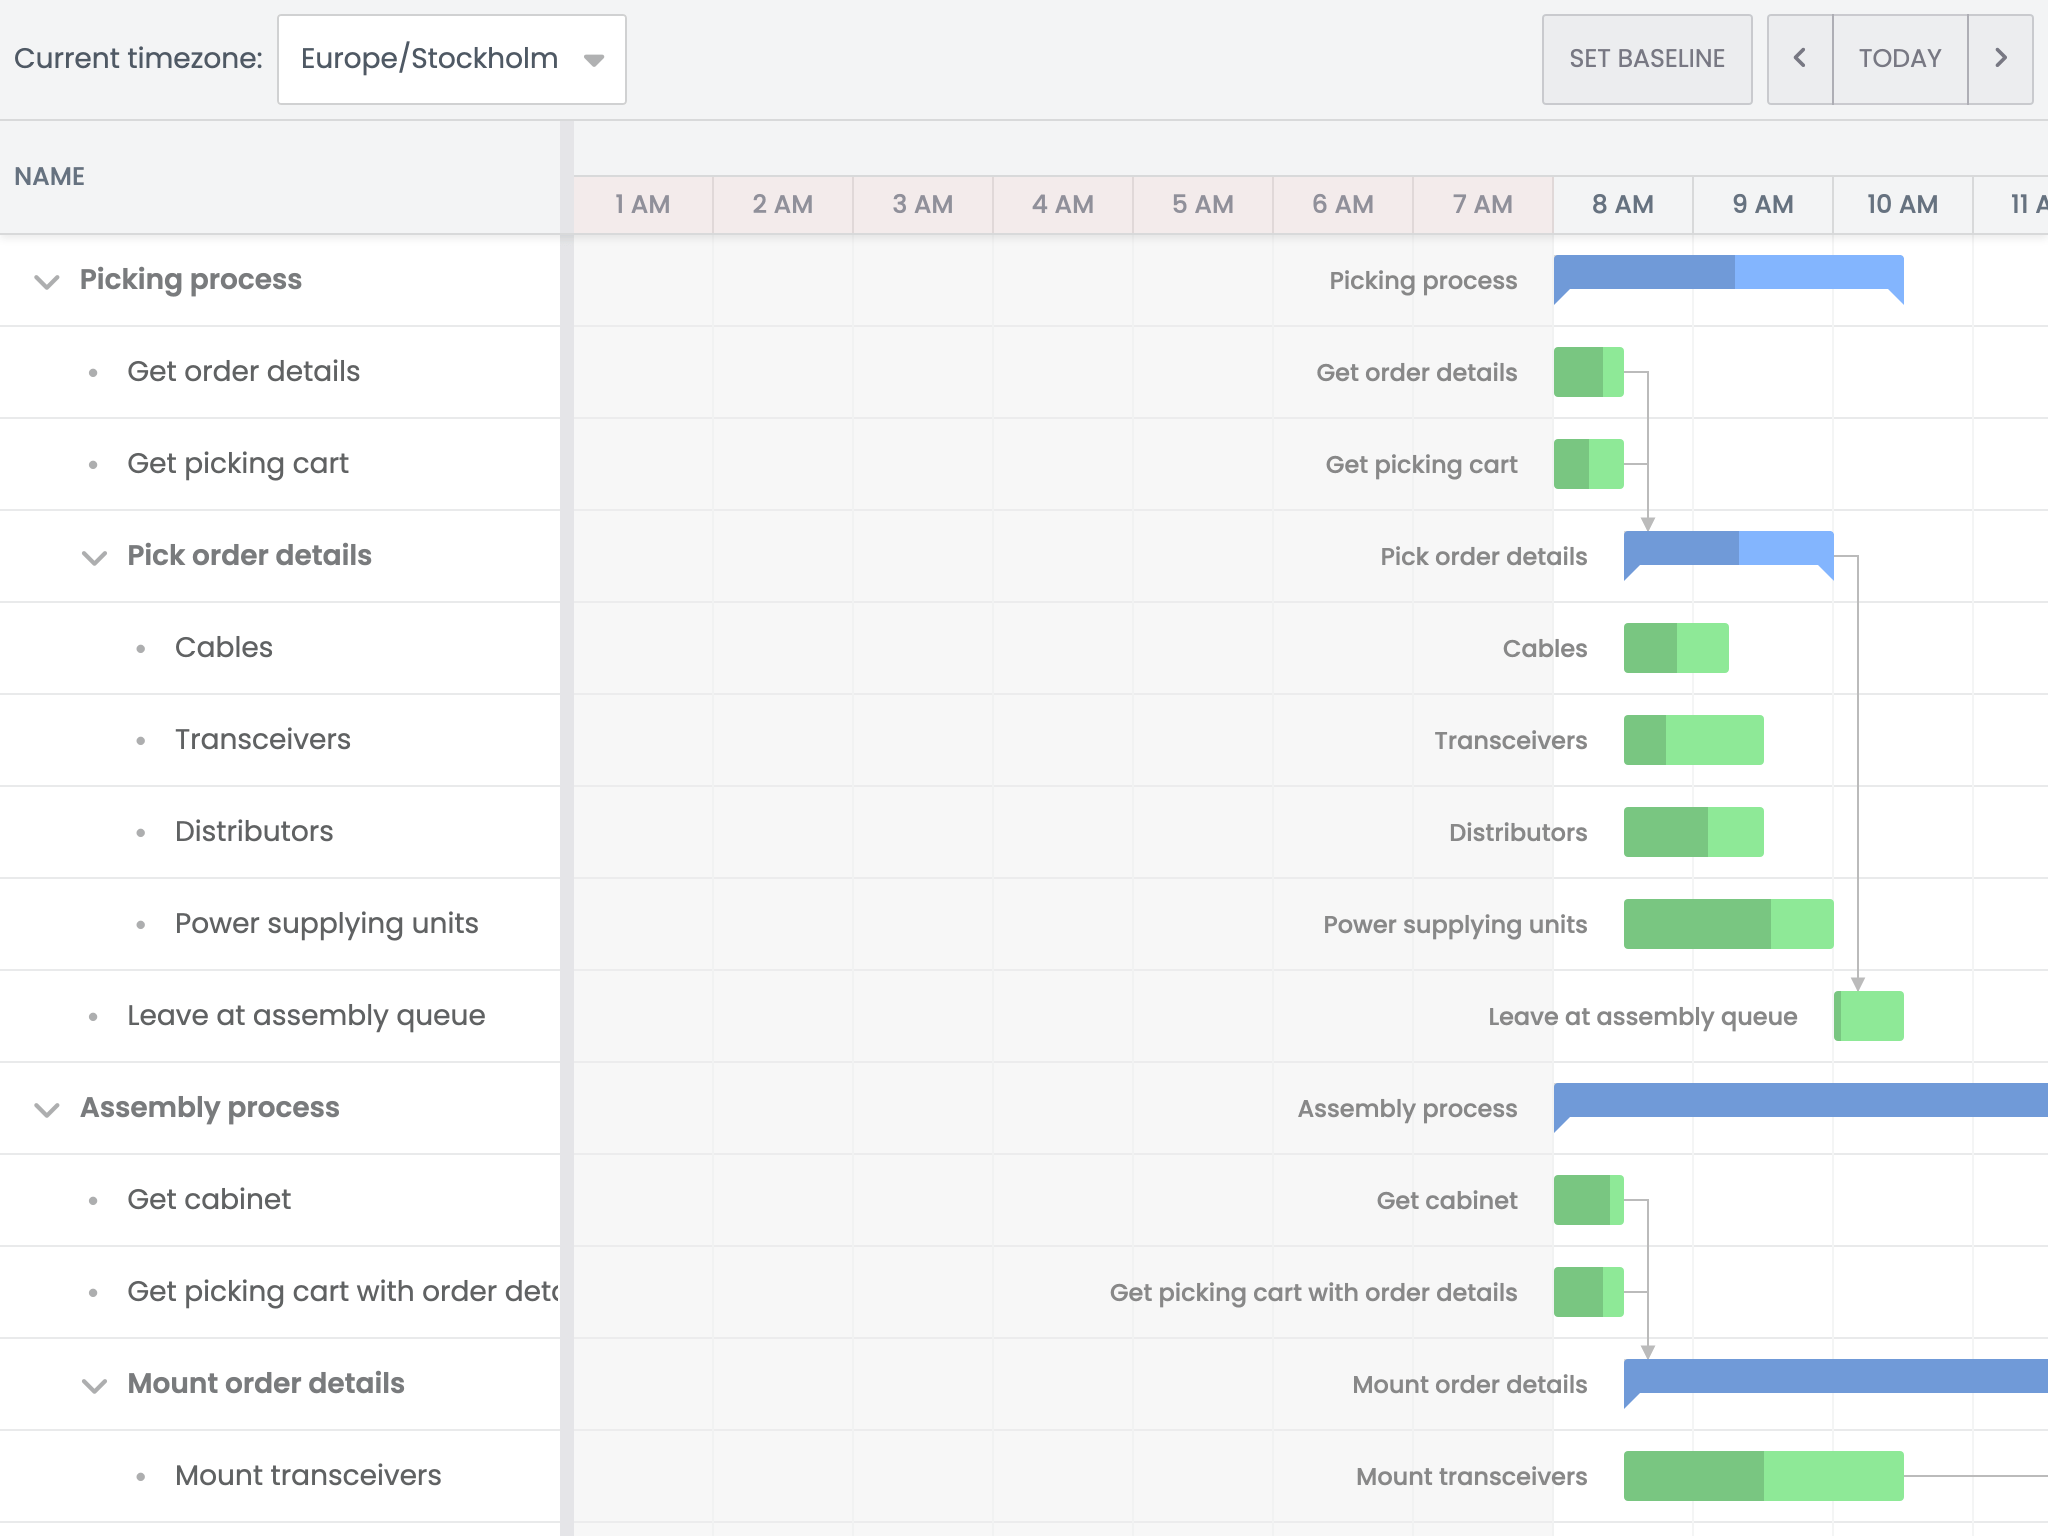 Current timezone: Europe/Stockholm SET BASELINE TODAY
NAME
1 AM 2 AM 3 AM 4 AM 5 AM 6 AM 7 AM 8 AM 9 AM 10 AM 11 A
Picking process Picking process
Get order details Get order details
Get picking cart Get picking cart
Pick order details Pick order details
Cables Cables
Transceivers Transceivers
Distributors Distributors
Power supplying units Power supplying units
Leave at assembly queue Leave at assembly queue
Assembly process Assembly process
Get cabinet Get cabinet
Get picking cart with order deta Get picking cart with order details
Mount order details Mount order details
Mount transceivers Mount transceivers